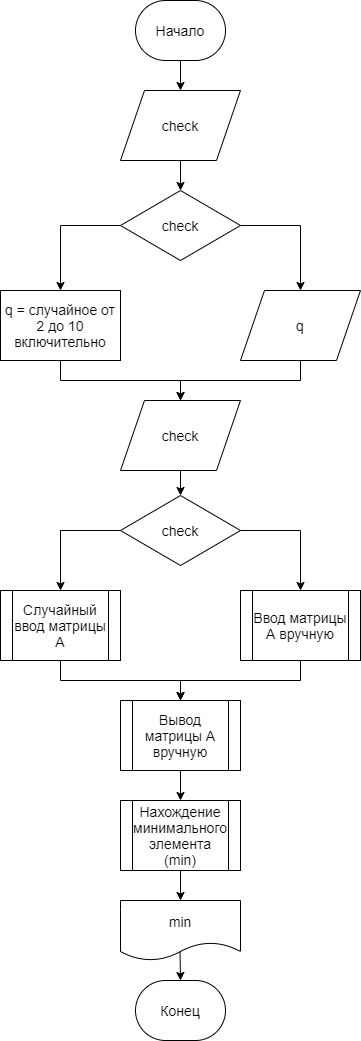 Начало
check
check
q = случайное от
2 до 10
включительно
q
check
check
Случайный
ввод матрицы
А
Ввод матрицы
А вручную
Вывод
матрицы А
вручную
Нахождение
минимального
элемента
(min)
min
Конец